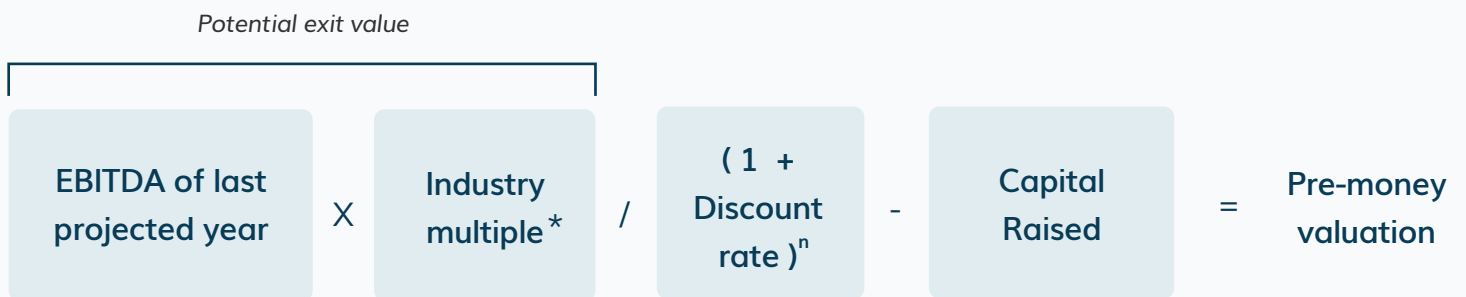 Potential exit value
EBITDA of last
projected year
X
Industry
multiple*
/
( 1 +
Discount
rate )ⁿ
-
Capital
Raised
=
Pre-money
valuation